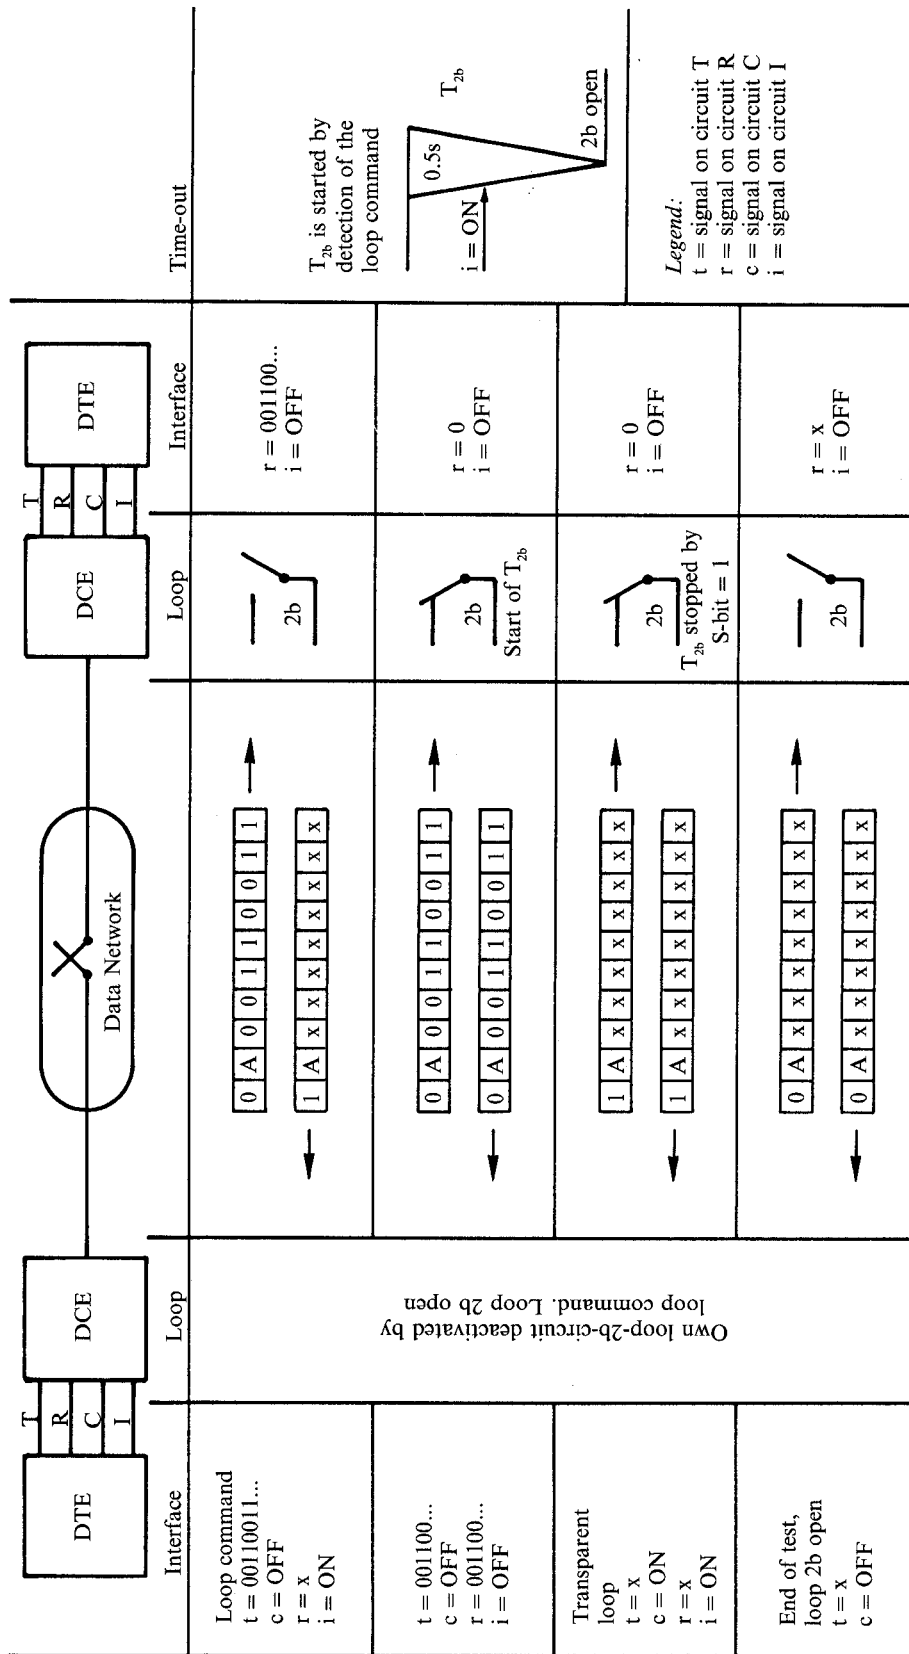 DTE
T
R
C
I
DCE
Data Network
DCE
T
R
C
I
DTE
Interface
Loop
Loop
Interface
Time-out
Loop command
t = 00110011...
c = OFF
r = x
i = ON
Own loop-2b-circuit deactivated by
loop command. Loop 2b open
0 A 0 0 1 1 0 0 1 1
1 A x x x x x x x x
2b
r = 001100...
i = OFF
T2b is started by
detection of the
loop command
0.5s
T2b
i = ON
2b open
t = 001100...
c = OFF
r = 001100...
i = OFF
0 A 0 0 1 1 0 0 1 1
0 A 0 0 1 1 0 0 1 1
2b
Start of T2b
r = 0
i = OFF
Transparent
loop
t = x
c = ON
r = x
i = ON
1 A x x x x x x x x
1 A x x x x x x x x
2b
T2b stopped by
S-bit = 1
r = 0
i = OFF
Legend:
t = signal on circuit T
r = signal on circuit R
c = signal on circuit C
i = signal on circuit I
End of test,
loop 2b open
t = x
c = OFF
0 A x x x x x x x x
0 A x x x x x x x x
2b
r = x
i = OFF